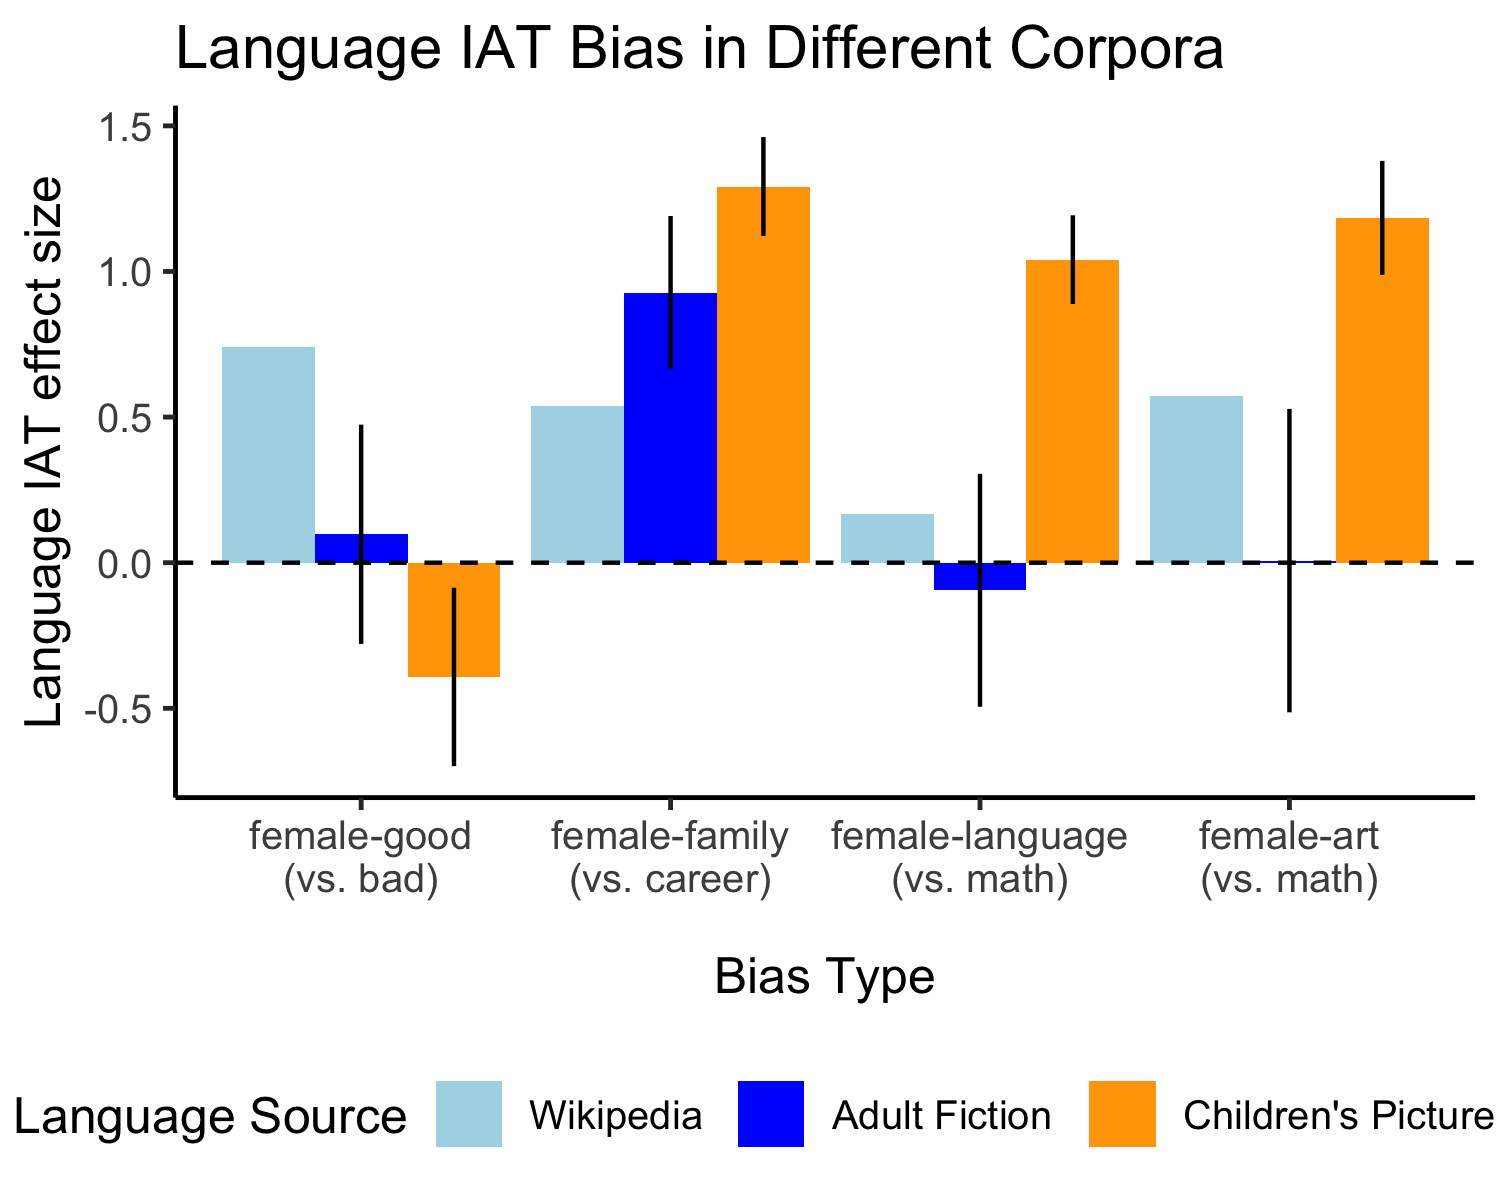 Language IAT Bias in Different Corpora
Language IAT effect size
1.5
1.0
0.5
0.0
-0.5
female-good
(vs. bad)
female-family
(vs. career)
female-language
(vs. math)
female-art
(vs. math)
Bias Type
Language Source
Wikipedia
Adult Fiction
Children's Picture